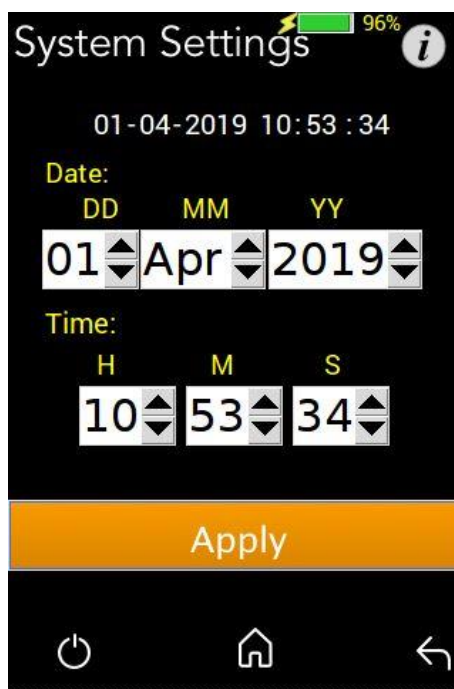 96%
System Settings
i
01-04-2019 10:53 :34
Date:
DD MM YY
01 Apr 2019
Time:
H M S
10 53 34
Apply